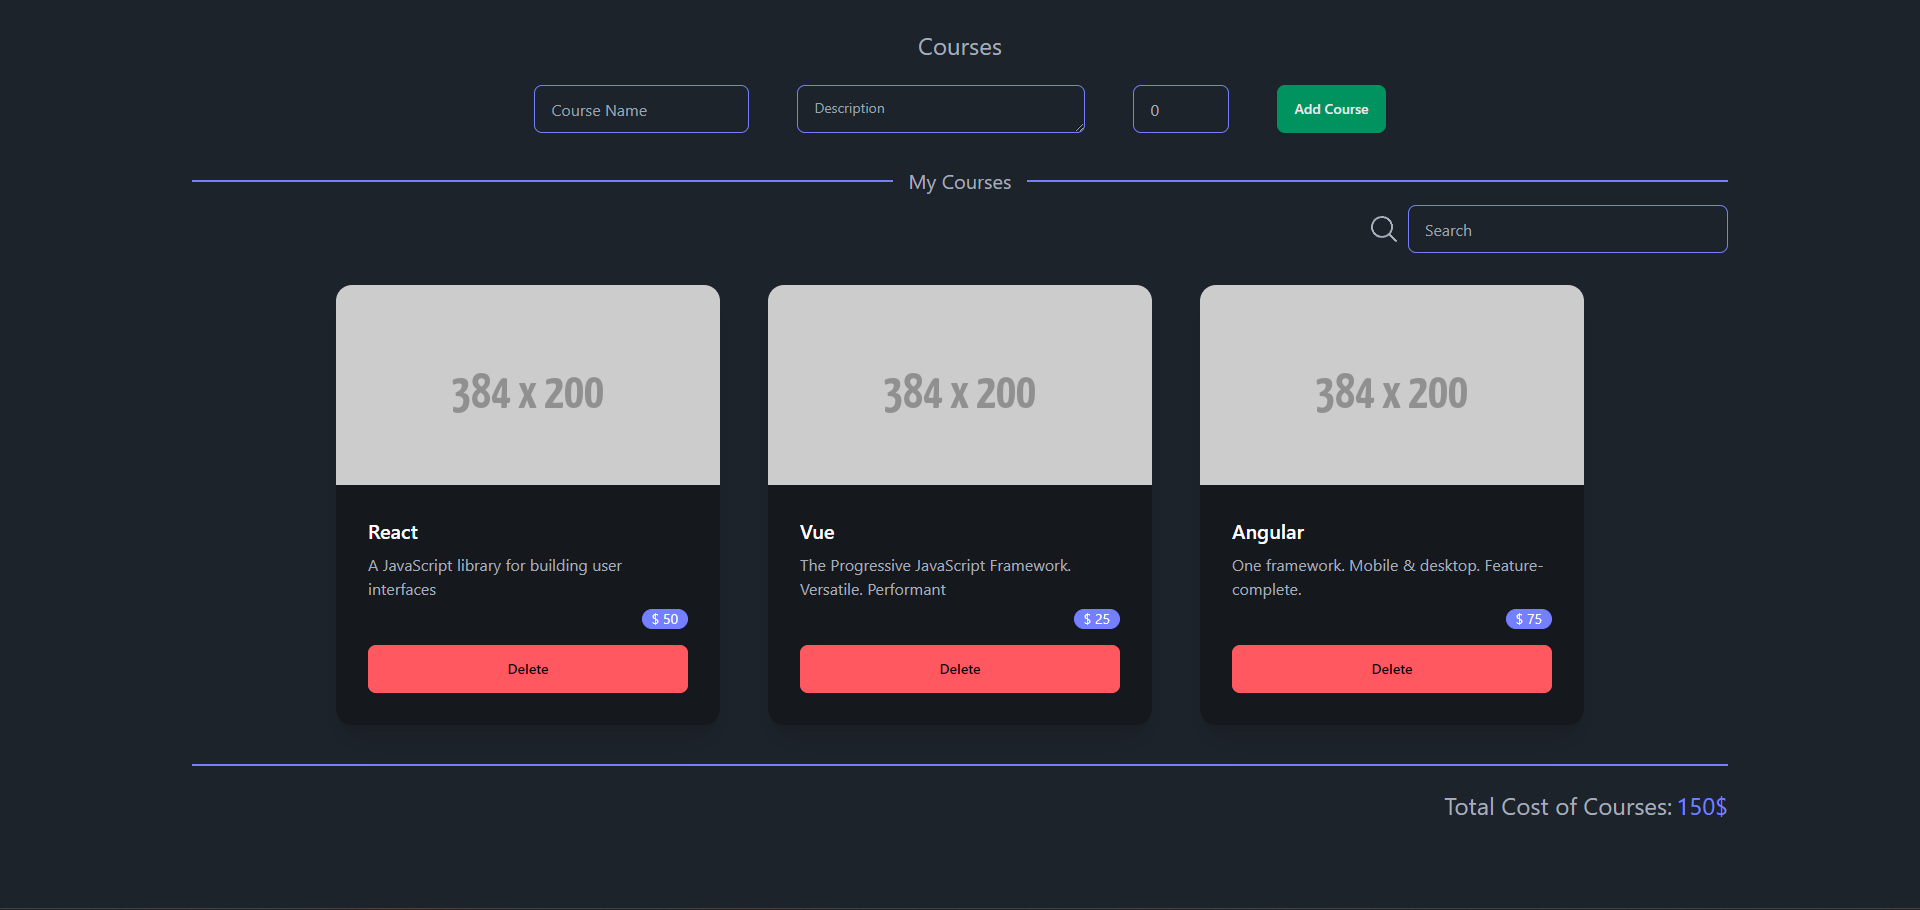 Courses
Course Name
Description
0
Add Course
My Courses
Search
384 x 200
384 x 200
384 x 200
React
A JavaScript library for building user
interfaces
$ 50
Delete
Vue
The Progressive JavaScript Framework.
Versatile. Performant
$ 25
Delete
Angular
One framework. Mobile & desktop. Feature-
complete.
$ 75
Delete
Total Cost of Courses: 150$